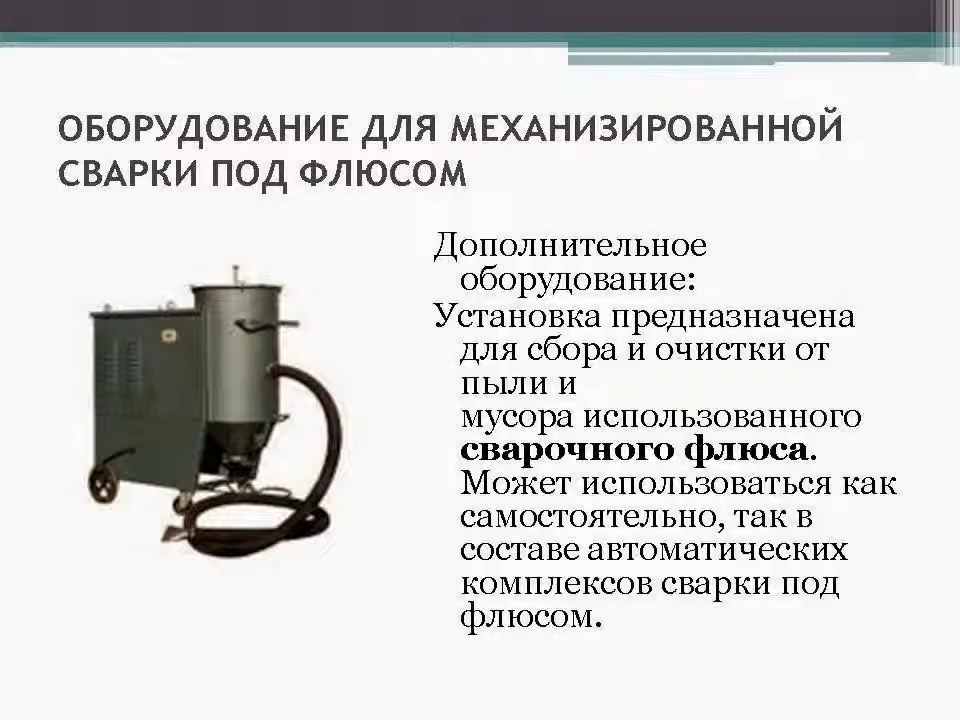 ОБОРУДОВАНИЕ ДЛЯ МЕХАНИЗИРОВАННОЙ
СВАРКИ ПОД ФЛЮСОМ
Дополнительное
оборудование:
Установка предназначена
для сбора и очистки от
пыли и
мусора использованного
сварочного флюса.
Может использоваться как
самостоятельно, так в
составе автоматических
комплексов сварки под
флюсом.